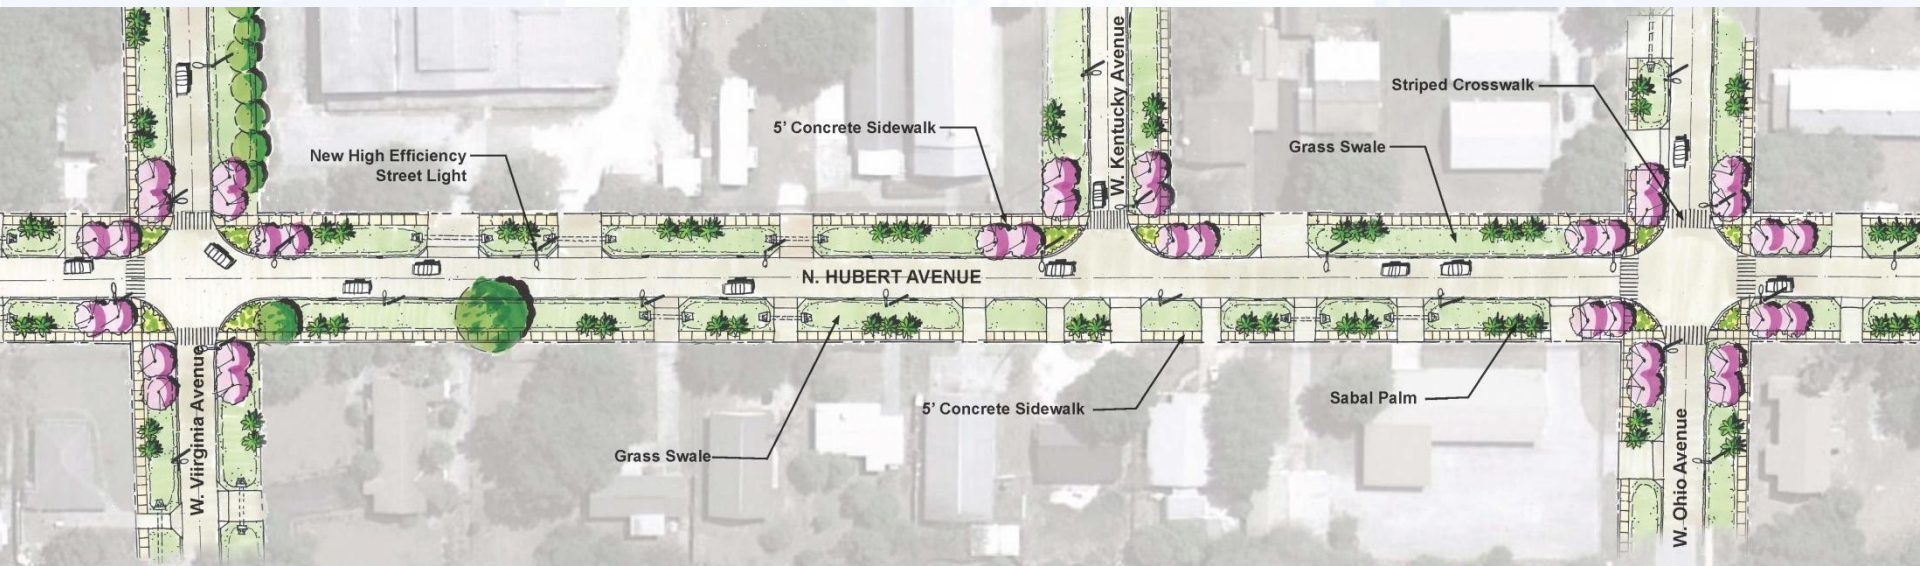 W. Kentucky Avenue
Striped Crosswalk
5' Concrete Sidewalk
Grass Swale
New High Efficiency
Street Light
N. HUBERT AVENUE
W. Viirginia Avenue
5' Concrete Sidewalk
Sabal Palm
Grass Swale
W. Ohio Avenue